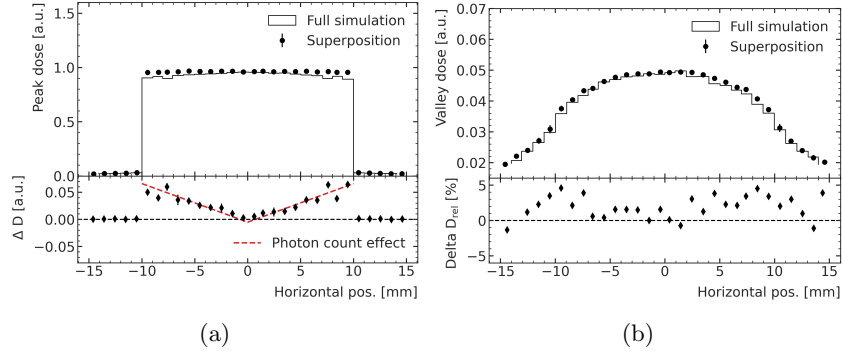 1.5
1.0
0.5
0.0
Peak dose [a.u.]
Full simulation
Superposition
0.05
0.00
−0.05
Δ D [a.u.]
Photon count effect
−15 −10 −5 0 5 10 15
Horizontal pos. [mm]
(a)
0.07
0.06
0.05
0.04
0.03
0.02
Valley dose [a.u.]
Full simulation
Superposition
5
0
−5
Delta D_rel [%]
−15 −10 −5 0 5 10 15
Horizontal pos. [mm]
(b)